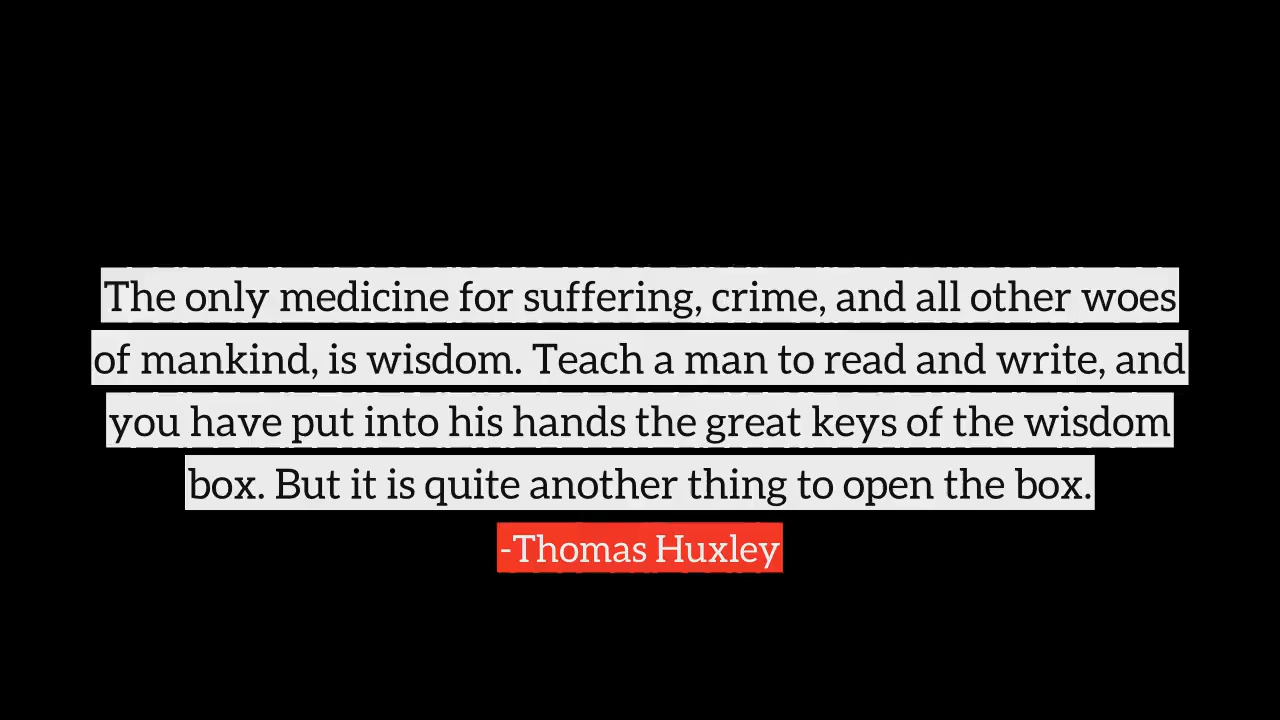 The only medicine for suffering, crime, and all other woes
of mankind, is wisdom. Teach a man to read and write, and
you have put into his hands the great keys of the wisdom
box. But it is quite another thing to open the box.
-Thomas Huxley